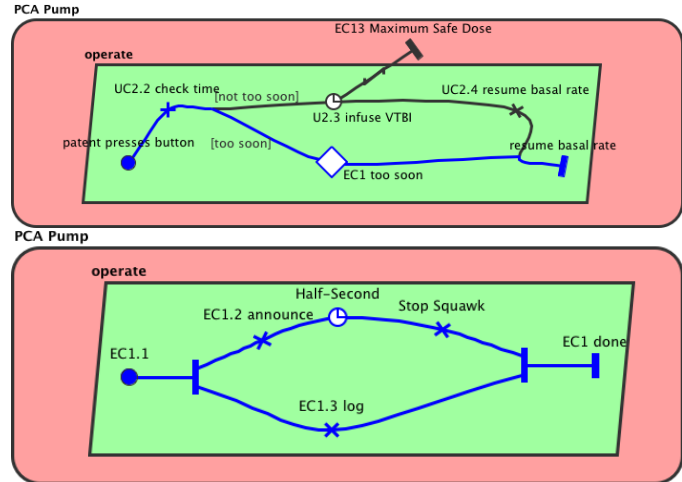 PCA Pump
EC13 Maximum Safe Dose
operate
UC2.2 check time
[not too soon]
UC2.4 resume basal rate
U2.3 infuse VTBI
patent presses button
[too soon]
resume basal rate
EC1 too soon
PCA Pump
operate
Half-Second
EC1.2 announce
Stop Squawk
EC1.1
EC1 done
EC1.3 log